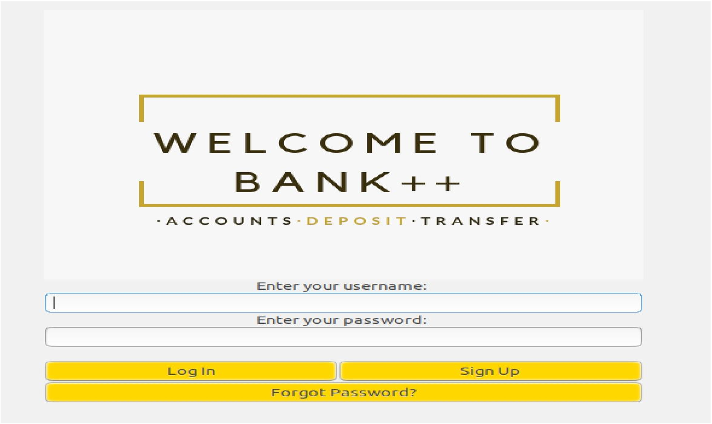 WELCOME TO
BANK++
·ACCOUNTS·DEPOSIT·TRANSFER·
Enter your username:
Enter your password:
Log In
Sign Up
Forgot Password?